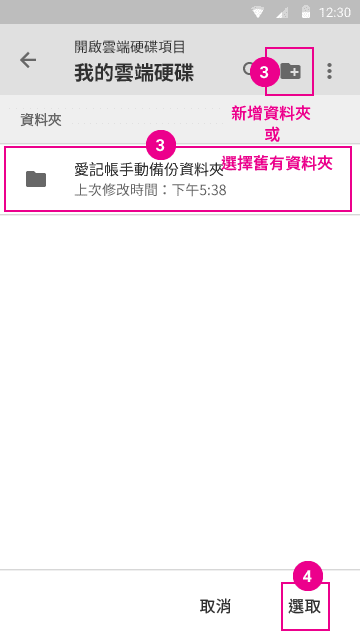 12:30
開啟雲端硬碟項目
我的雲端硬碟
3
資料夾
新增資料夾
或
3
選擇舊有資料夾
愛記帳手動備份資料夾
上次修改時間：下午5:38
4
取消
選取